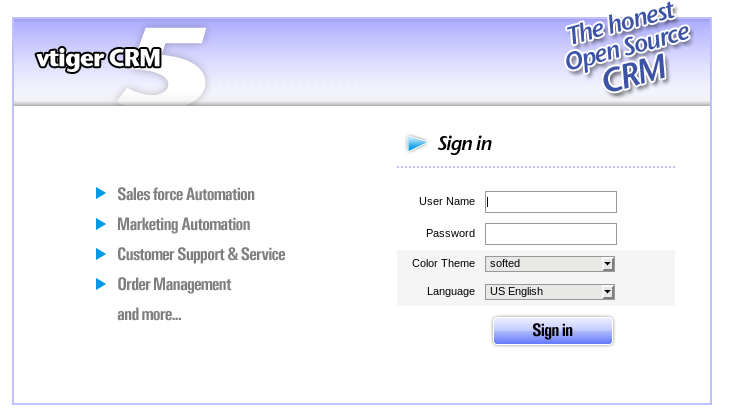 vtiger CRM 5
The honest
Open Source
CRM
Sign in
Sales force Automation
Marketing Automation
Customer Support & Service
Order Management
and more...
User Name
Password
Color Theme softed
Language US English
Sign in